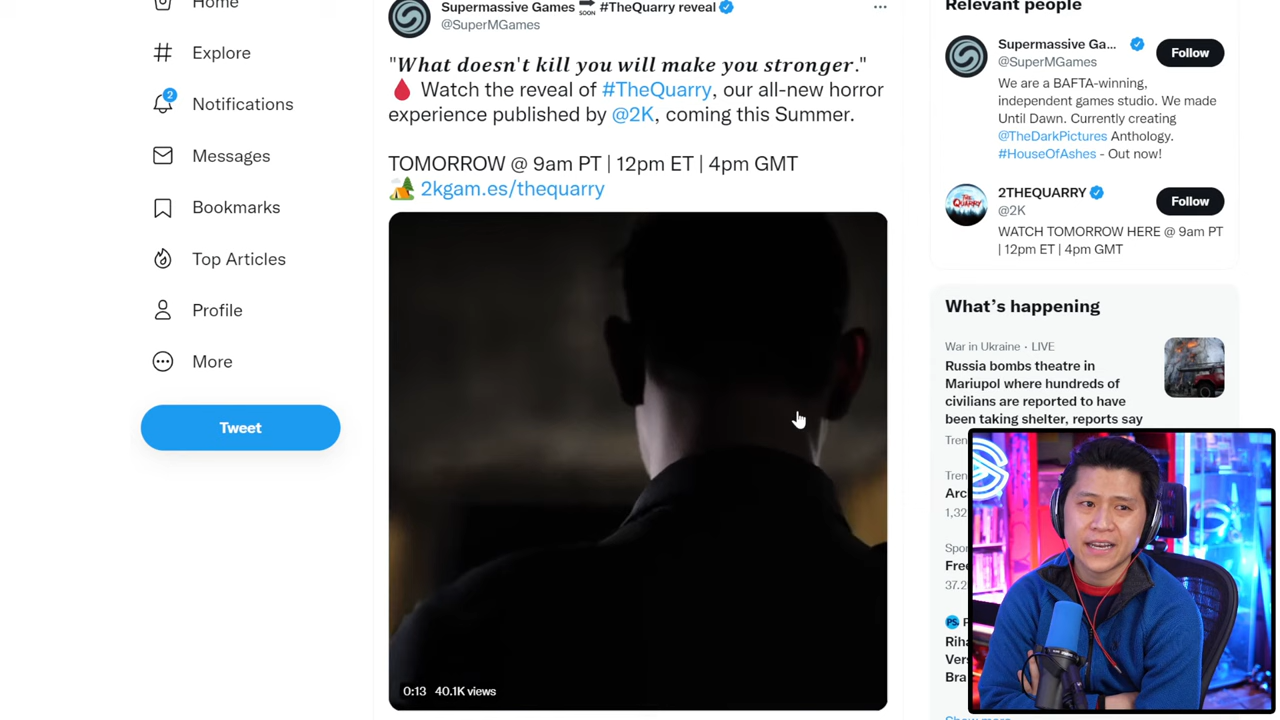 Home
Explore
2
Notifications
Messages
Bookmarks
Top Articles
Profile
More
Tweet
Supermassive Games SOON #TheQuarry reveal
@SuperMGames
"What doesn't kill you will make you stronger."
Watch the reveal of #TheQuarry, our all-new horror
experience published by @2K, coming this Summer.
TOMORROW @ 9am PT | 12pm ET | 4pm GMT
2kgam.es/thequarry
0:13 40.1K views
Relevant people
Supermassive Ga...
@SuperMGames
Follow
We are a BAFTA-winning,
independent games studio. We made
Until Dawn. Currently creating
@TheDarkPictures Anthology.
#HouseOfAshes - Out now!
2THEQUARRY
@2K
Follow
WATCH TOMORROW HERE @ 9am PT
| 12pm ET | 4pm GMT
What's happening
War in Ukraine · LIVE
Russia bombs theatre in
Mariupol where hundreds of
civilians are reported to have
been taking shelter, reports say